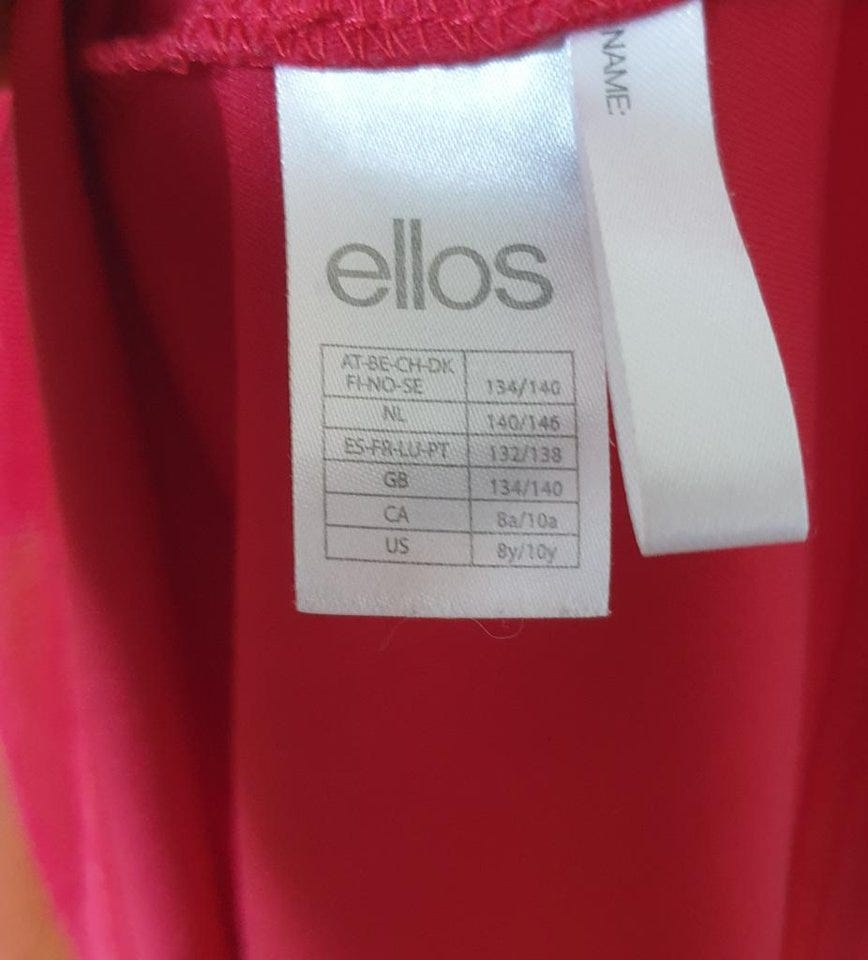 NAME:
ellos
AT-BE-CH-DK
FI-NO-SE 134/140
NL 140/146
ES-FR-LU-PT 132/138
GB 134/140
CA 8a/10a
US 8y/10y